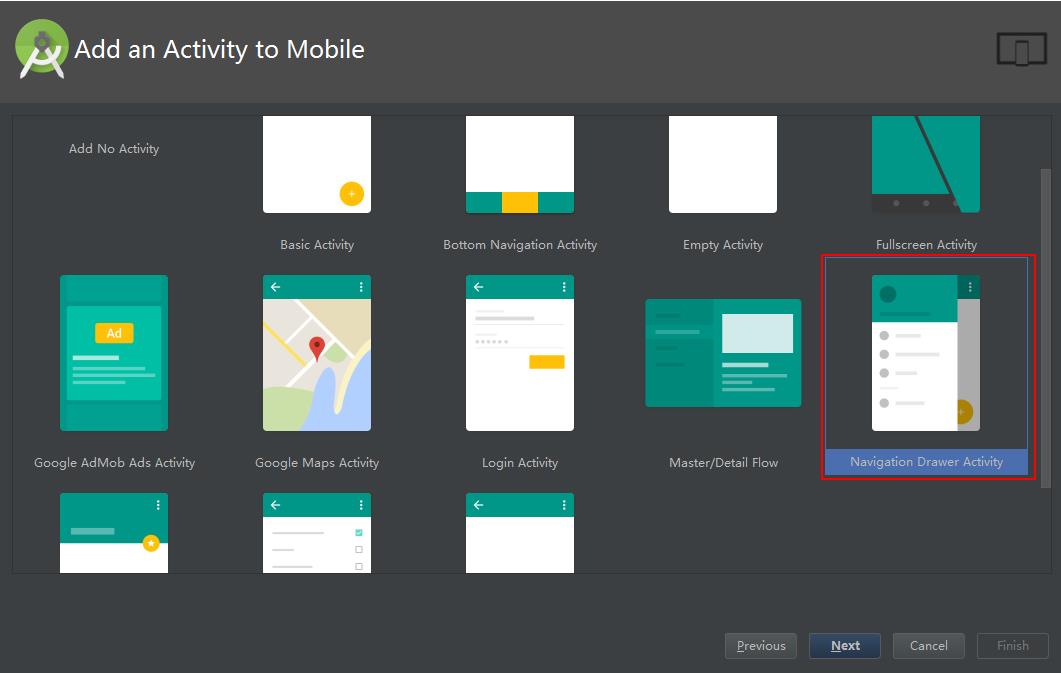 Add an Activity to Mobile
Add No Activity
Basic Activity
Bottom Navigation Activity
Empty Activity
Fullscreen Activity
Ad
Google AdMob Ads Activity
Google Maps Activity
Login Activity
Master/Detail Flow
Navigation Drawer Activity
Previous
Next
Cancel
Finish